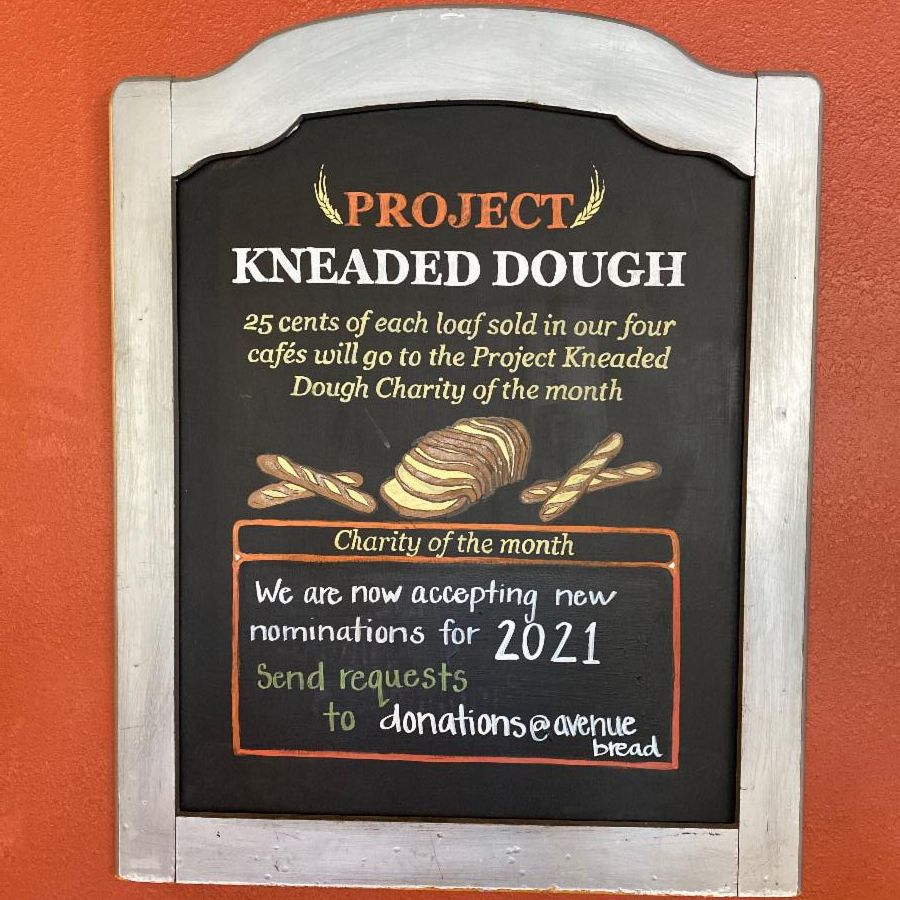 PROJECT
KNEADED DOUGH
25 cents of each loaf sold in our four
cafés will go to the Project Kneaded
Dough Charity of the month
Charity of the month
We are now accepting new
nominations for 2021
Send requests
to donations@avenue
bread